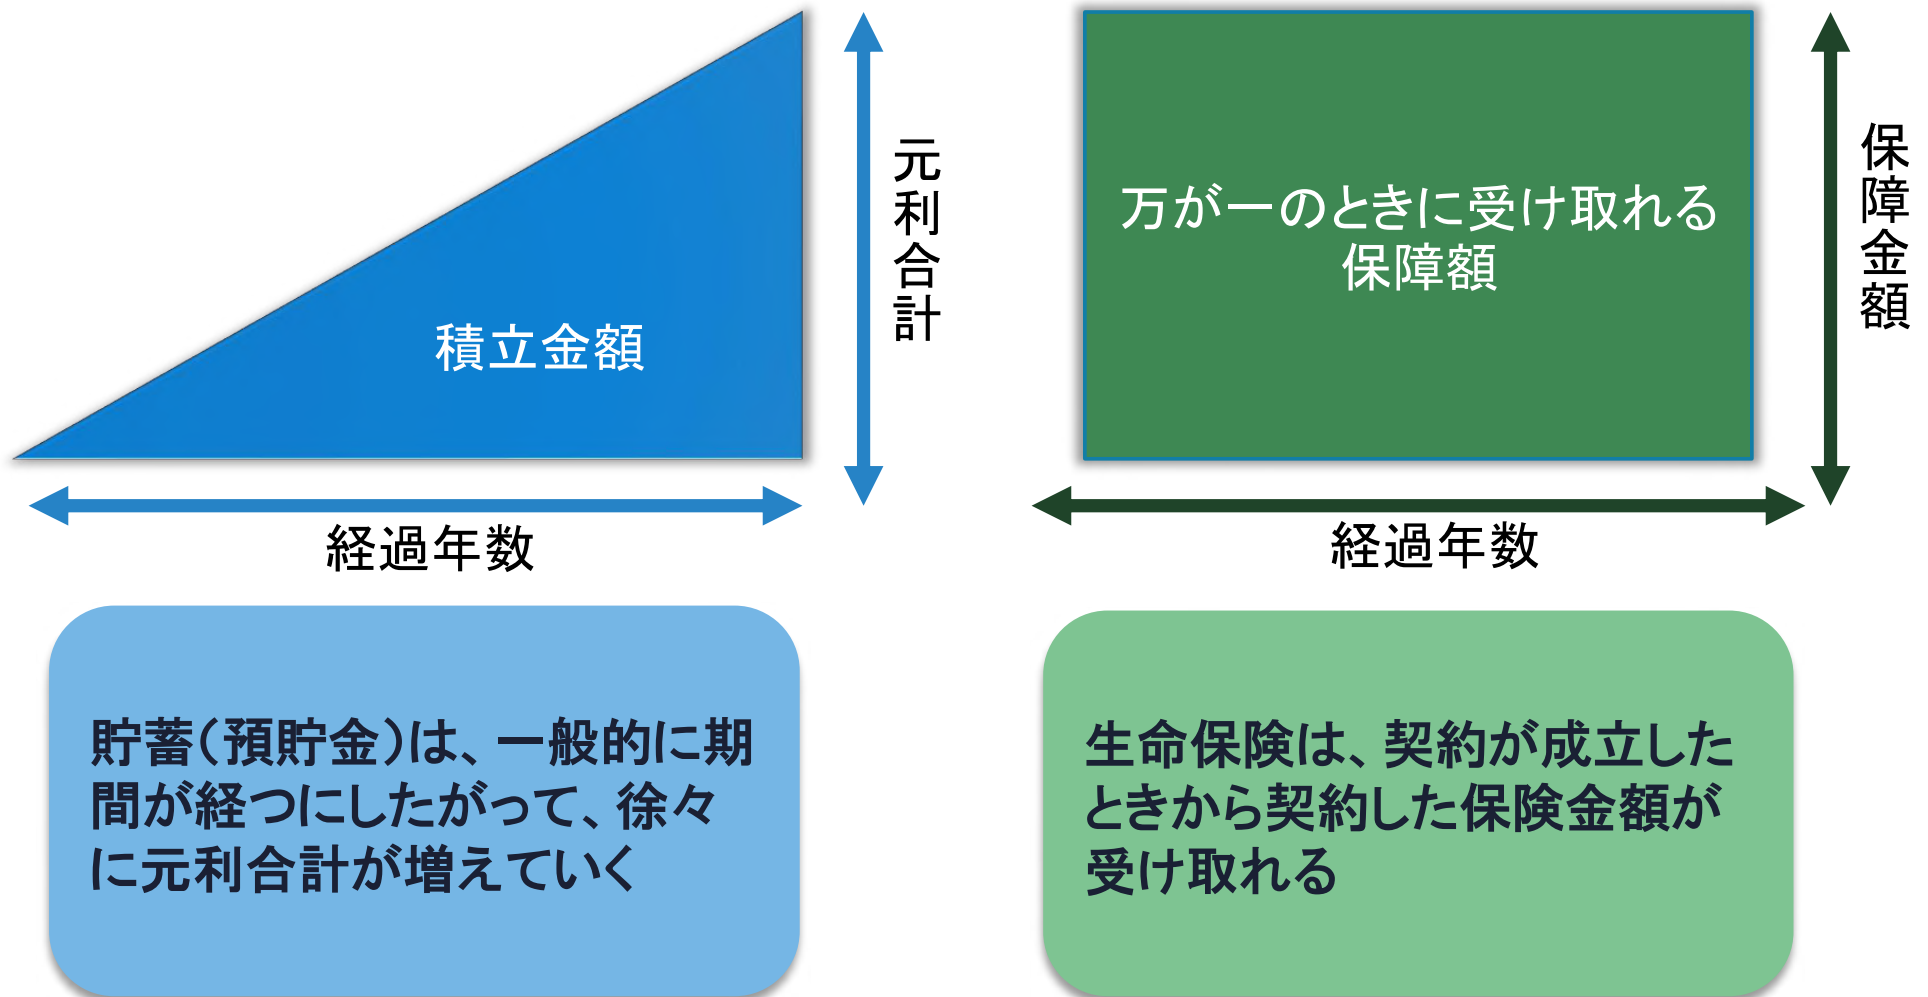 積立金額
元利合計
経過年数
貯蓄（預貯金）は、一般的に期
間が経つにしたがって、徐々
に元利合計が増えていく
万が一のときに受け取れる
保障額
保障金額
経過年数
生命保険は、契約が成立した
ときから契約した保険金額が
受け取れる